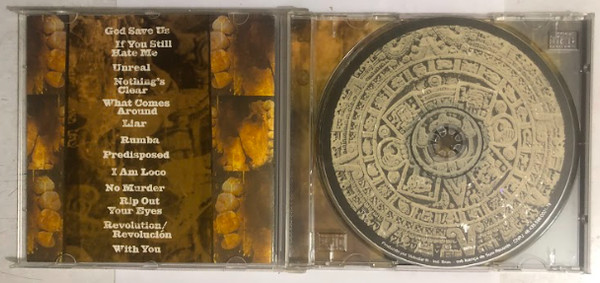 God Save Us
If You Still
Hate Me
Unreal
Nothing's
Clear
What Comes
Around
Liar
Rumba
Predisposed
I Am Loco
No Murder
Rip Out
Your Eyes
Revolution/
Revolución
With You